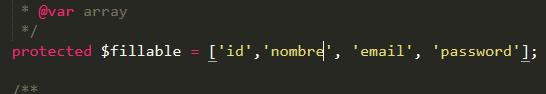 * @var array
*/
protected $fillable = ['id','nombre', 'email', 'password'];
/**